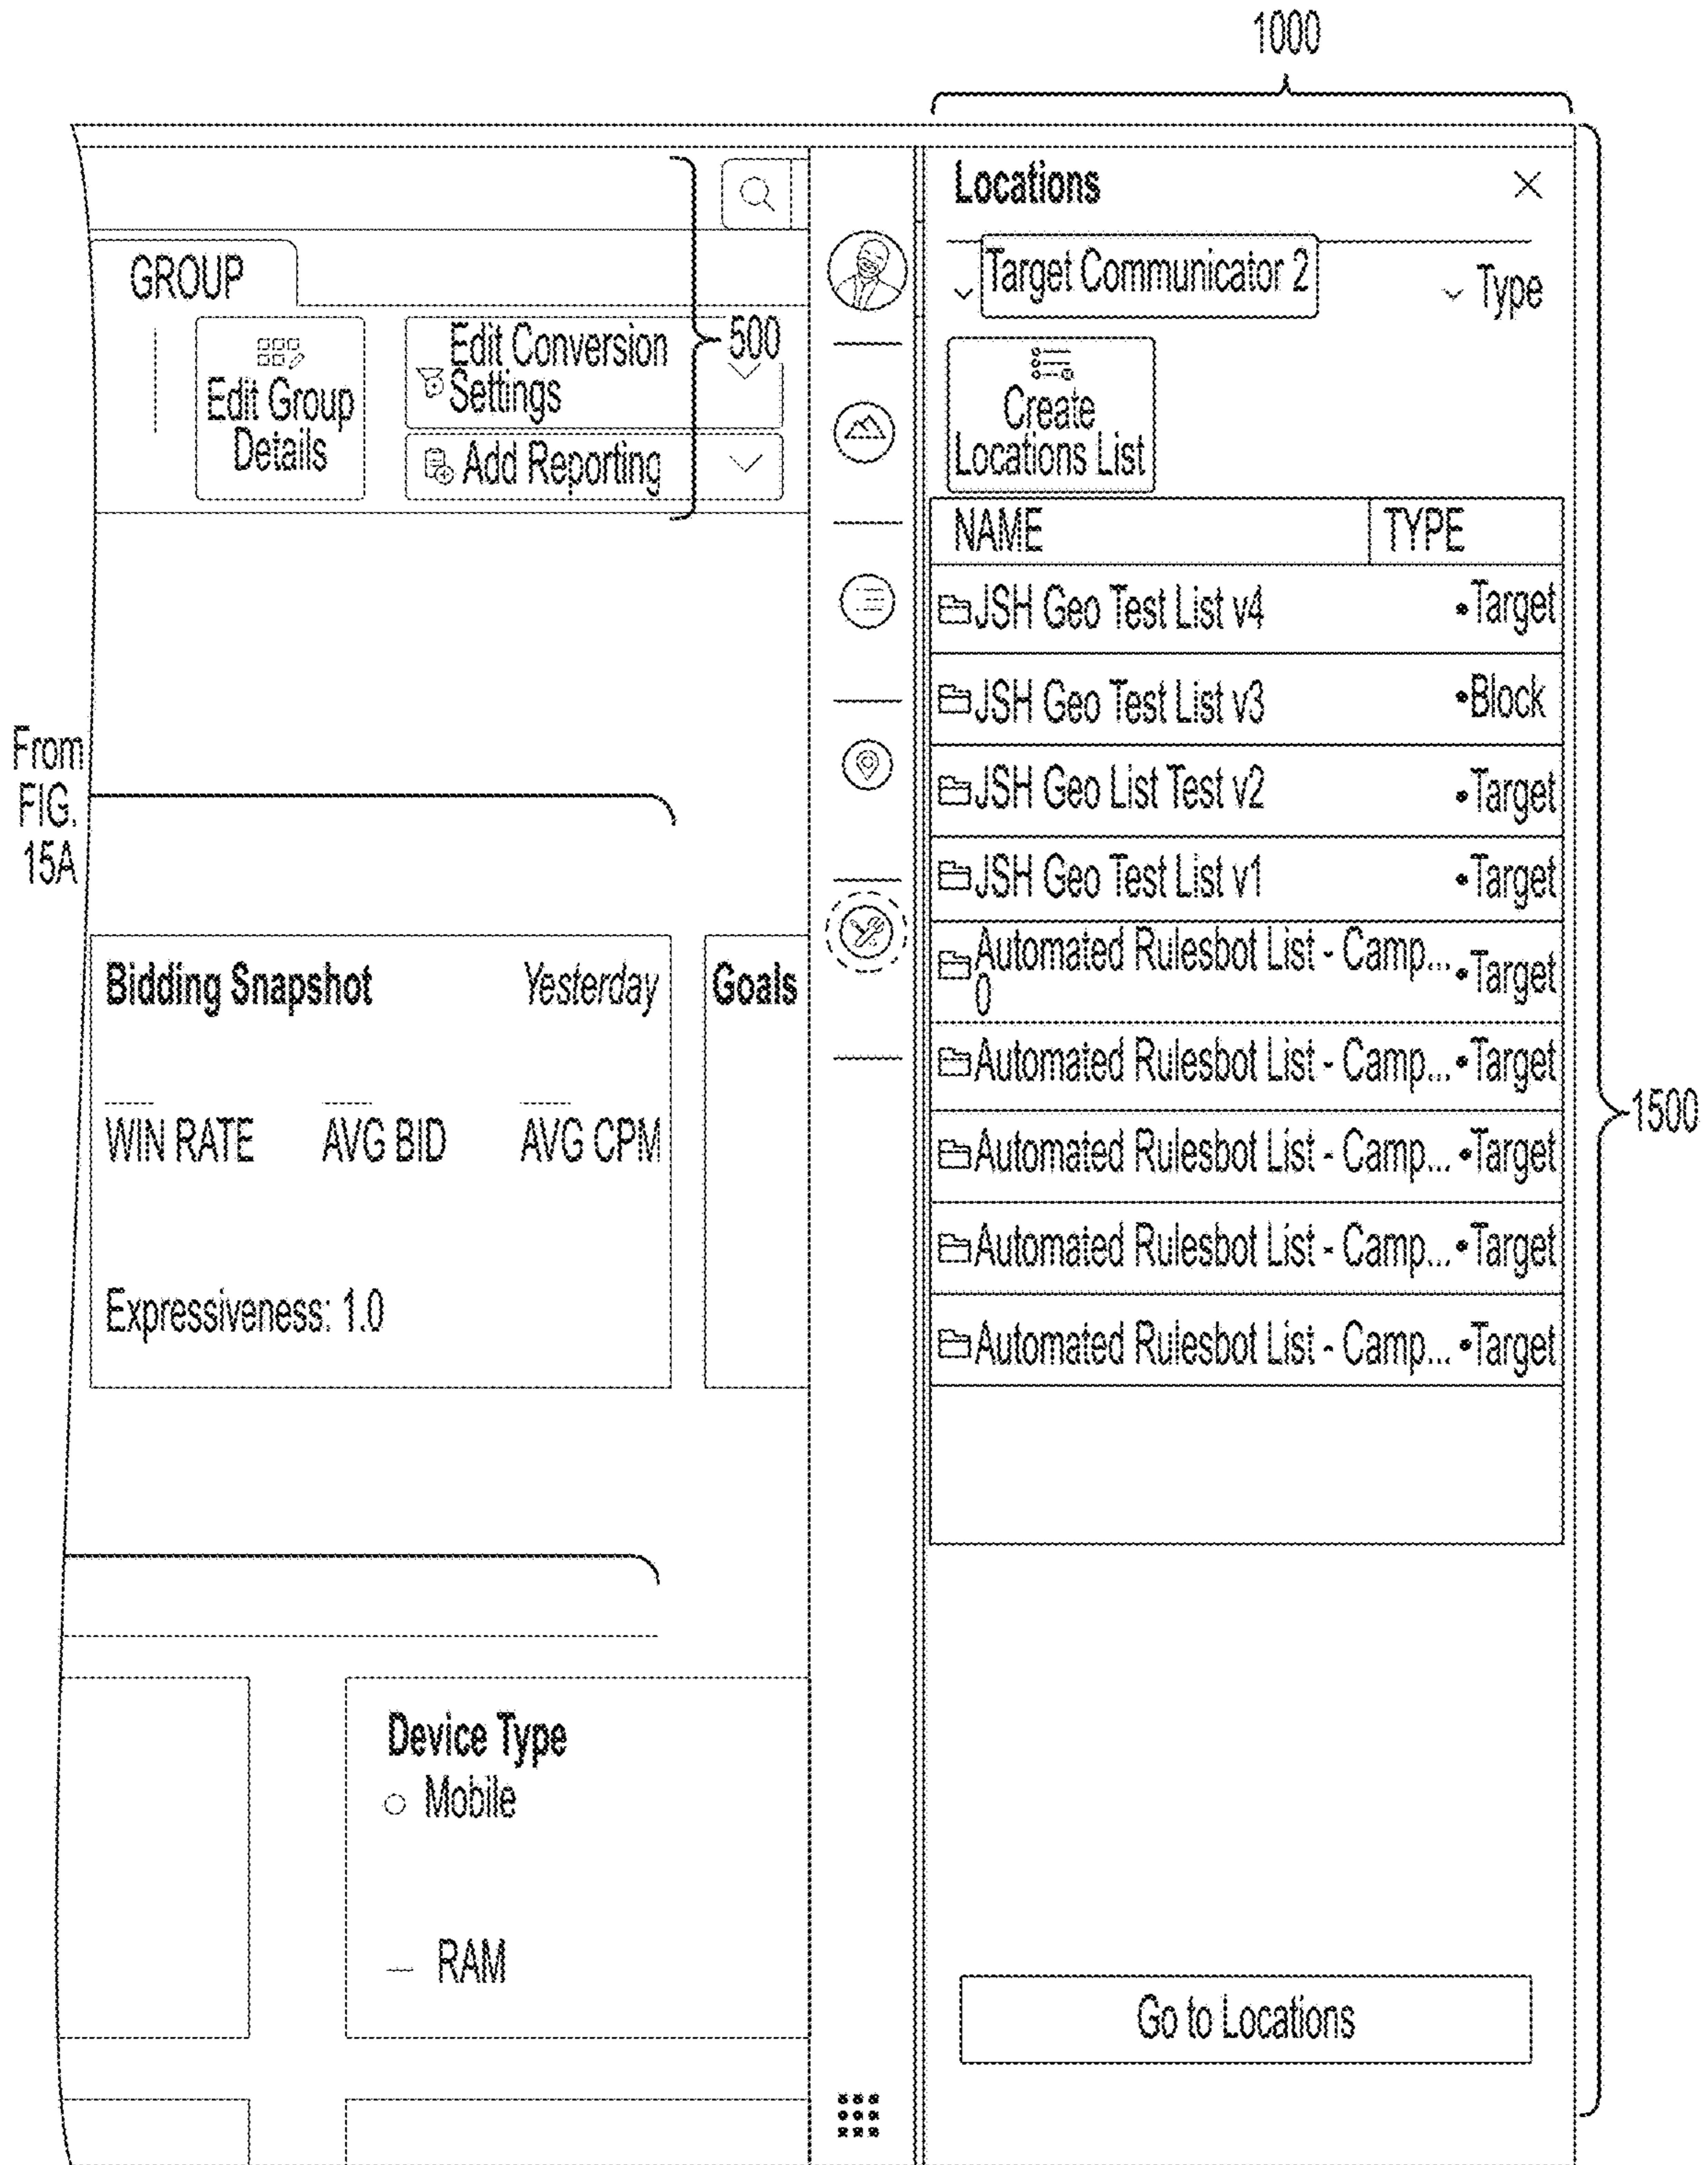 1000
Locations
GROUP
Target Communicator 2
Type
500
Edit Group
Details
Edit Conversion
Settings
Add Reporting
Create
Locations List
NAME
TYPE
JSH Geo Test List v4
•Target
JSH Geo Test List v3
•Block
JSH Geo List Test v2
•Target
JSH Geo Test List v1
•Target
Automated Rulesbot List - Camp...
0
•Target
Automated Rulesbot List - Camp...
•Target
Automated Rulesbot List - Camp...
•Target
Automated Rulesbot List - Camp...
•Target
Automated Rulesbot List - Camp...
•Target
From
FIG.
15A
Bidding Snapshot
Yesterday
Goals
WIN RATE
AVG BID
AVG CPM
Expressiveness: 1.0
1500
Device Type
Mobile
RAM
Go to Locations